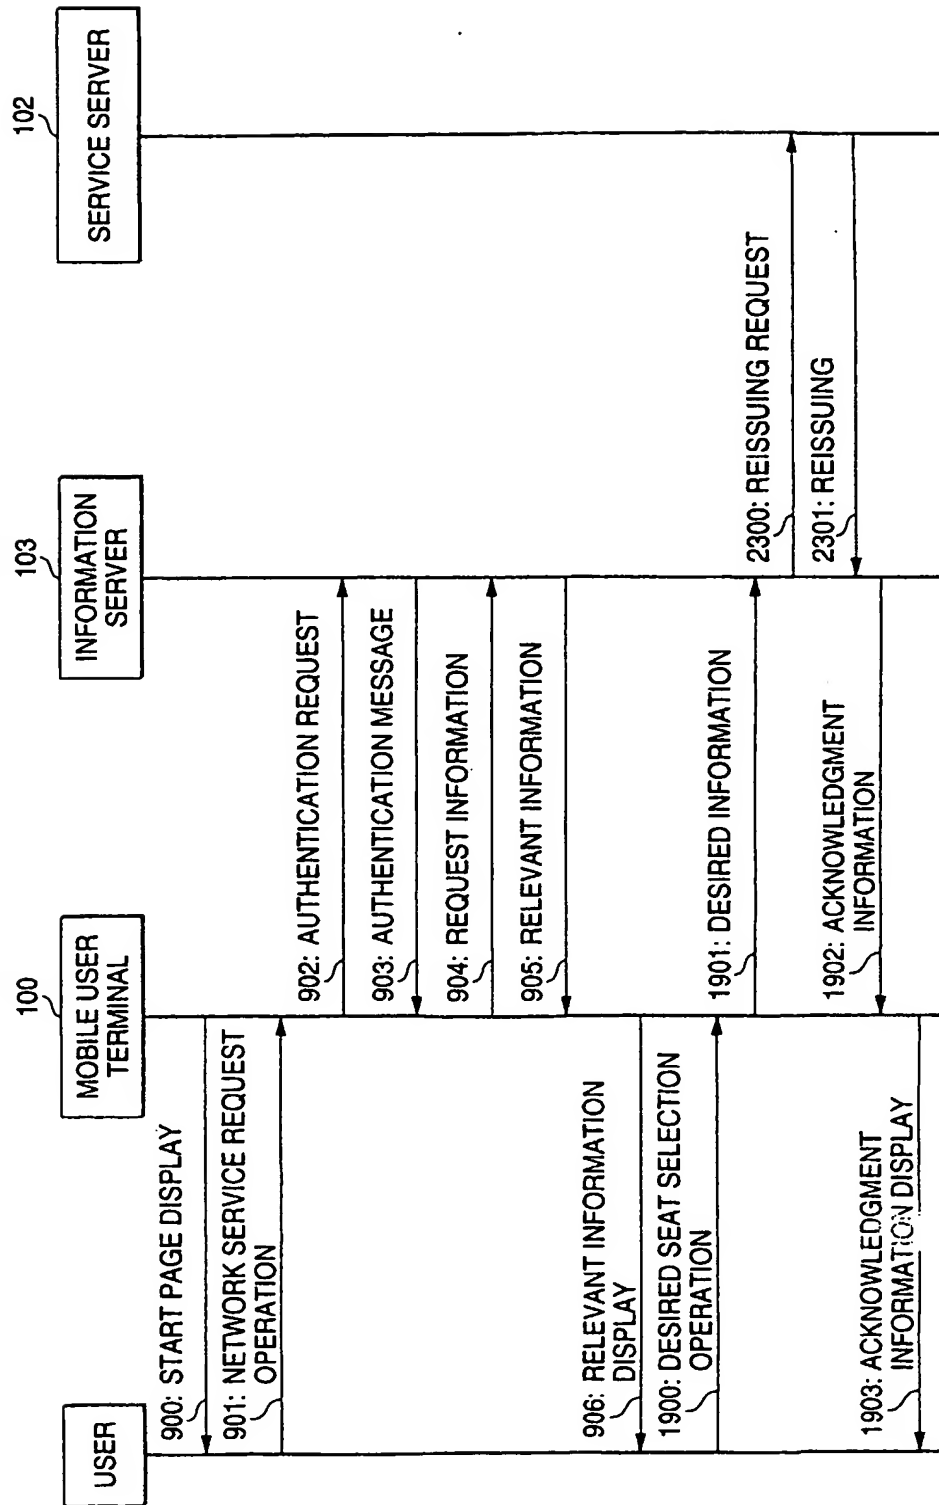 USER
100
MOBILE USER
TERMINAL
103
INFORMATION
SERVER
102
SERVICE SERVER
900: START PAGE DISPLAY
901: NETWORK SERVICE REQUEST
OPERATION
902: AUTHENTICATION REQUEST
903: AUTHENTICATION MESSAGE
904: REQUEST INFORMATION
905: RELEVANT INFORMATION
906: RELEVANT INFORMATION
DISPLAY
1900: DESIRED SEAT SELECTION
OPERATION
1901: DESIRED INFORMATION
2300: REISSUING REQUEST
2301: REISSUING
1902: ACKNOWLEDGMENT
INFORMATION
1903: ACKNOWLEDGMENT
INFORMATION DISPLAY